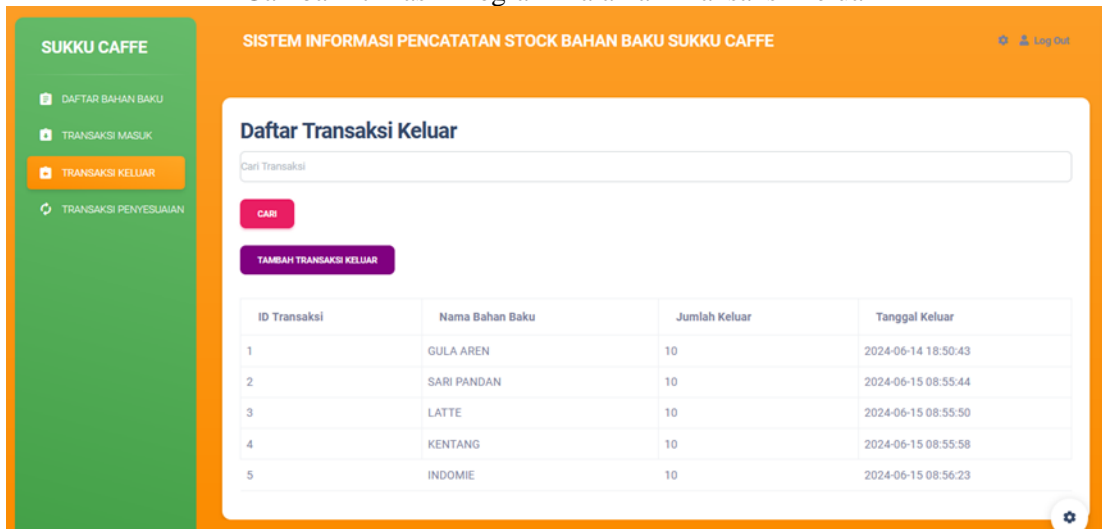 SUKKU CAFFE
SISTEM INFORMASI PENCATATAN STOCK BAHAN BAKU SUKKU CAFFE
Log Out
DAFTAR BAHAN BAKU
TRANSAKSI MASUK
TRANSAKSI KELUAR
TRANSAKSI PENYESUAIAN
Daftar Transaksi Keluar
Cari Transaksi
CARI
TAMBAH TRANSAKSI KELUAR
ID Transaksi Nama Bahan Baku Jumlah Keluar Tanggal Keluar
1 GULA AREN 10 2024-06-14 18:50:43
2 SARI PANDAN 10 2024-06-15 08:55:44
3 LATTE 10 2024-06-15 08:55:50
4 KENTANG 10 2024-06-15 08:55:58
5 INDOMIE 10 2024-06-15 08:56:23